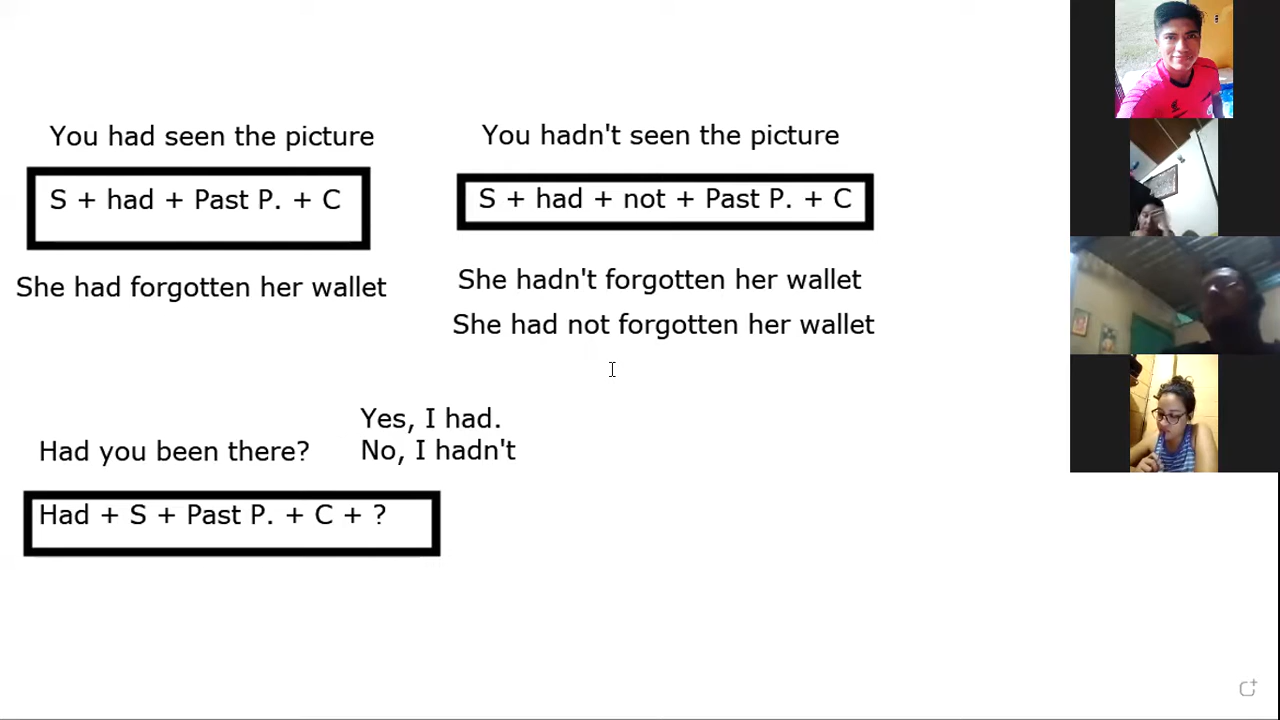 You had seen the picture
S + had + Past P. + C
She had forgotten her wallet
You hadn't seen the picture
S + had + not + Past P. + C
She hadn't forgotten her wallet
She had not forgotten her wallet
Yes, I had.
Had you been there?
No, I hadn't
Had + S + Past P. + C + ?